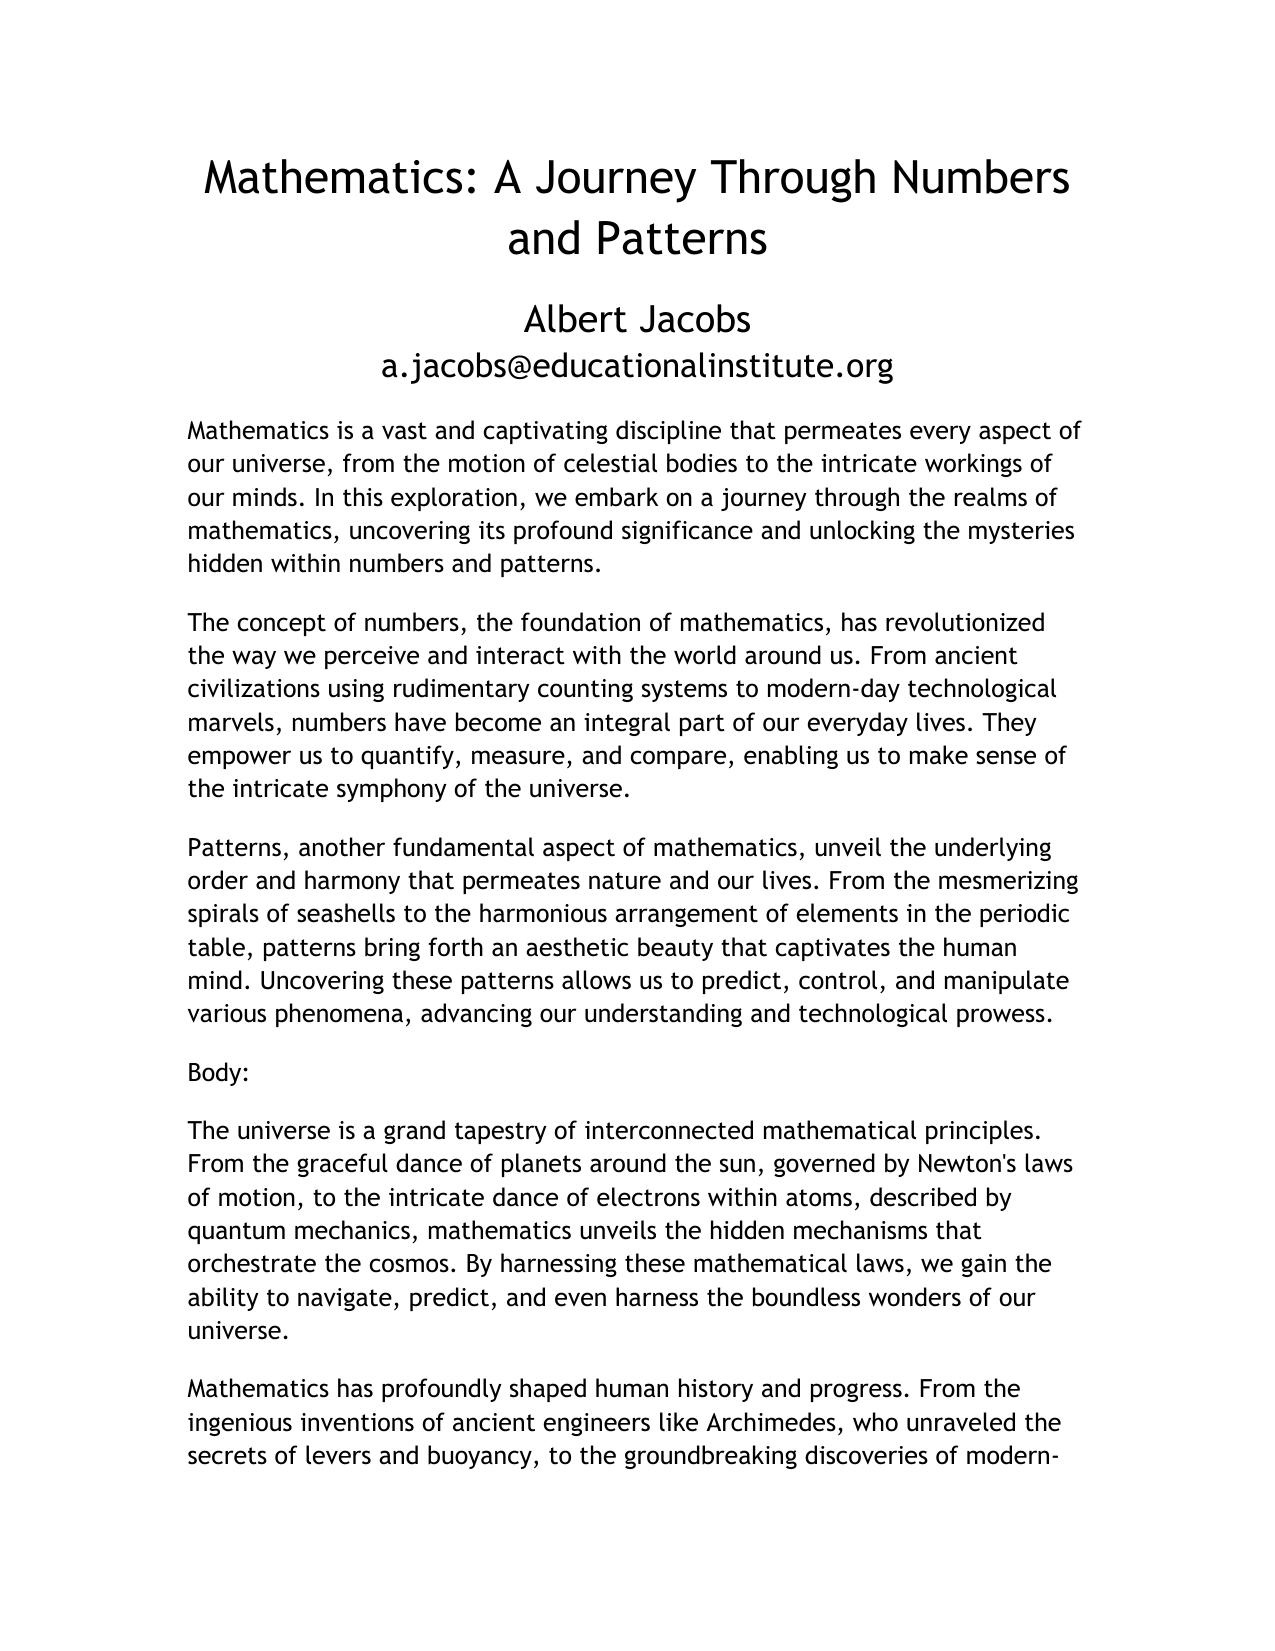 Mathematics: A Journey Through Numbers
and Patterns
Albert Jacobs
a.jacobs@educationalinstitute.org
Mathematics is a vast and captivating discipline that permeates every aspect of
our universe, from the motion of celestial bodies to the intricate workings of
our minds. In this exploration, we embark on a journey through the realms of
mathematics, uncovering its profound significance and unlocking the mysteries
hidden within numbers and patterns.
The concept of numbers, the foundation of mathematics, has revolutionized
the way we perceive and interact with the world around us. From ancient
civilizations using rudimentary counting systems to modern-day technological
marvels, numbers have become an integral part of our everyday lives. They
empower us to quantify, measure, and compare, enabling us to make sense of
the intricate symphony of the universe.
Patterns, another fundamental aspect of mathematics, unveil the underlying
order and harmony that permeates nature and our lives. From the mesmerizing
spirals of seashells to the harmonious arrangement of elements in the periodic
table, patterns bring forth an aesthetic beauty that captivates the human
mind. Uncovering these patterns allows us to predict, control, and manipulate
various phenomena, advancing our understanding and technological prowess.
Body:
The universe is a grand tapestry of interconnected mathematical principles.
From the graceful dance of planets around the sun, governed by Newton's laws
of motion, to the intricate dance of electrons within atoms, described by
quantum mechanics, mathematics unveils the hidden mechanisms that
orchestrate the cosmos. By harnessing these mathematical laws, we gain the
ability to navigate, predict, and even harness the boundless wonders of our
universe.
Mathematics has profoundly shaped human history and progress. From the
ingenious inventions of ancient engineers like Archimedes, who unraveled the
secrets of levers and buoyancy, to the groundbreaking discoveries of modern-